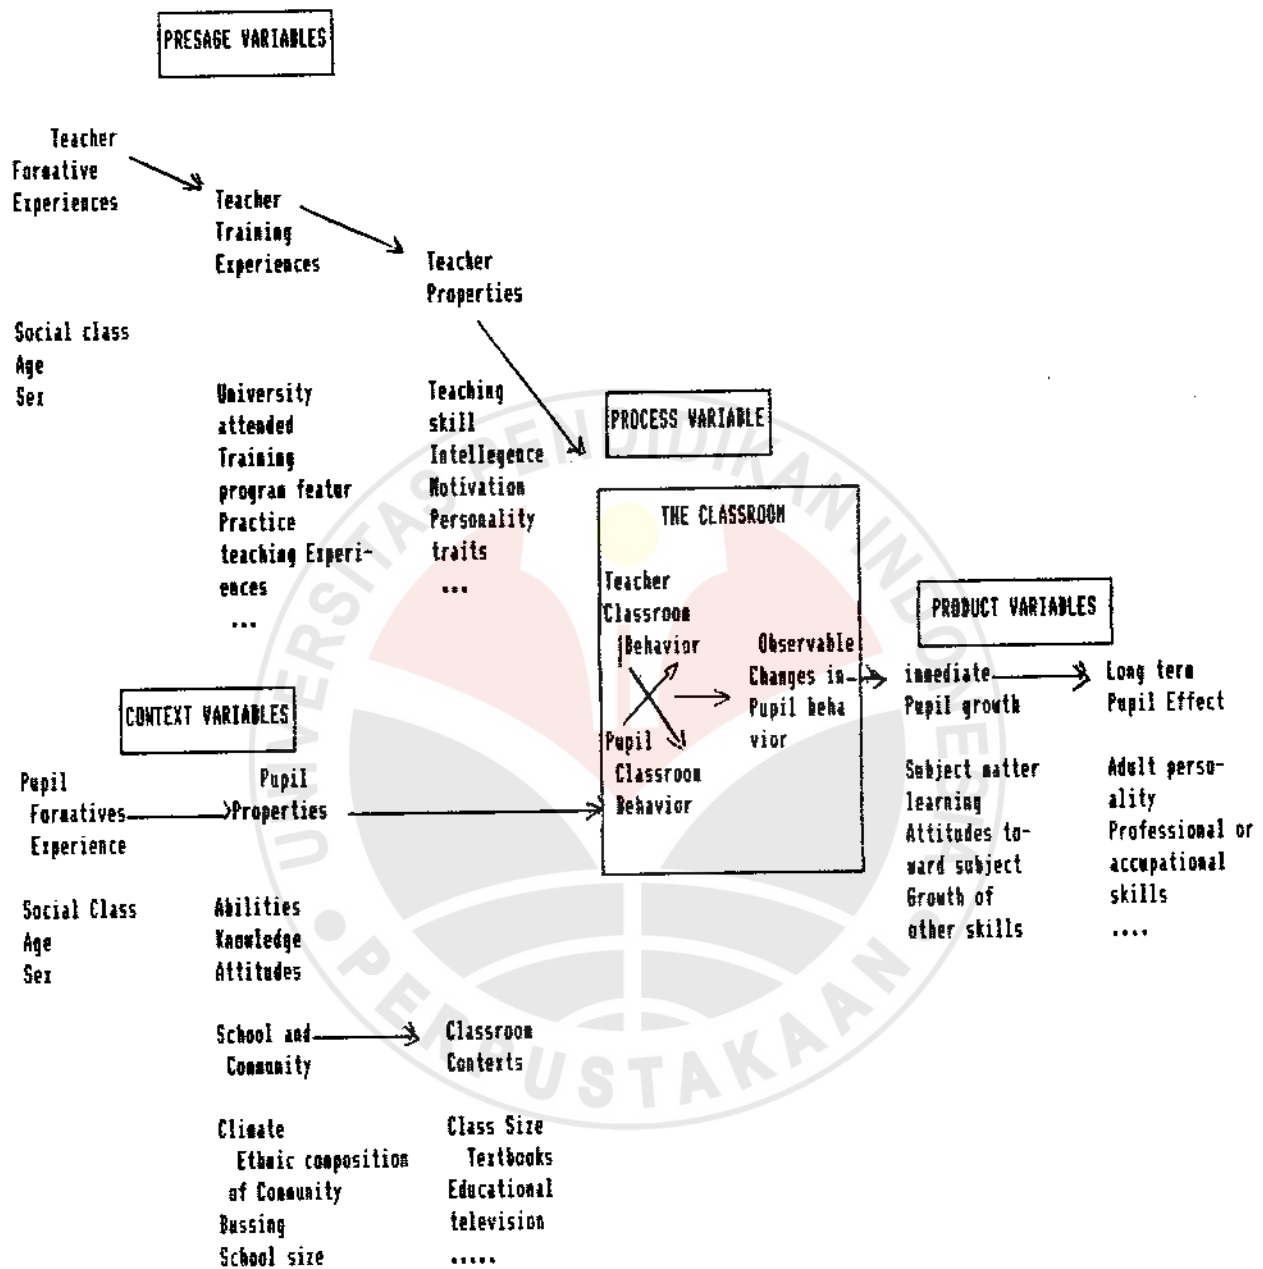 PRESAGE VARIABLES
Teacher
Formative
Experiences
Teacher
Training
Experiences
Teacher
Properties
Social class
Age
Sex
University
attended
Training
program featur
Practice
teaching Experi-
ences
...
Teaching
skill
Intellegence
Motivation
Personality
traits
...
PROCESS VARIABLE
THE CLASSROOM
Teacher
Classroom
Behavior
Pupil
Classroom
Behavior
Observable
Changes in
Pupil beha
vior
PRODUCT VARIABLES
immediate
Pupil growth
Long term
Pupil Effect
Subject matter
learning
Attitudes to-
ward subject
Growth of
other skills
Adult perso-
ality
Professional or
accupational
skills
....
CONTEXT VARIABLES
Pupil
Formatives
Experience
Pupil
Properties
Social Class
Age
Sex
Abilities
Knowledge
Attitudes
School and
Community
Classroom
Contexts
Climate
Ethnic composition
of Community
Bussing
School size
Class Size
Textbooks
Educational
television
.....
UNIVERSITAS PENDIDIKAN INDONESIA
PERPUSTAKAAN